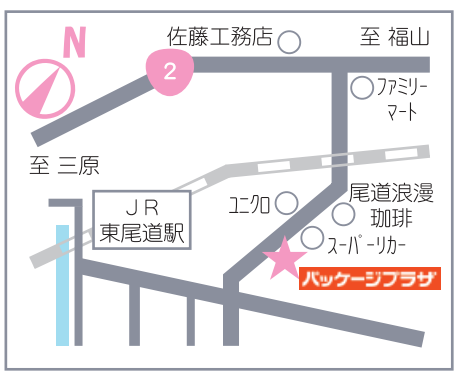 N
佐藤工務店
至 福山
2
ファミリー
マート
至 三原
JR
東尾道駅
ユニクロ
尾道浪漫
珈琲
スーパーリカー
パッケージプラザ